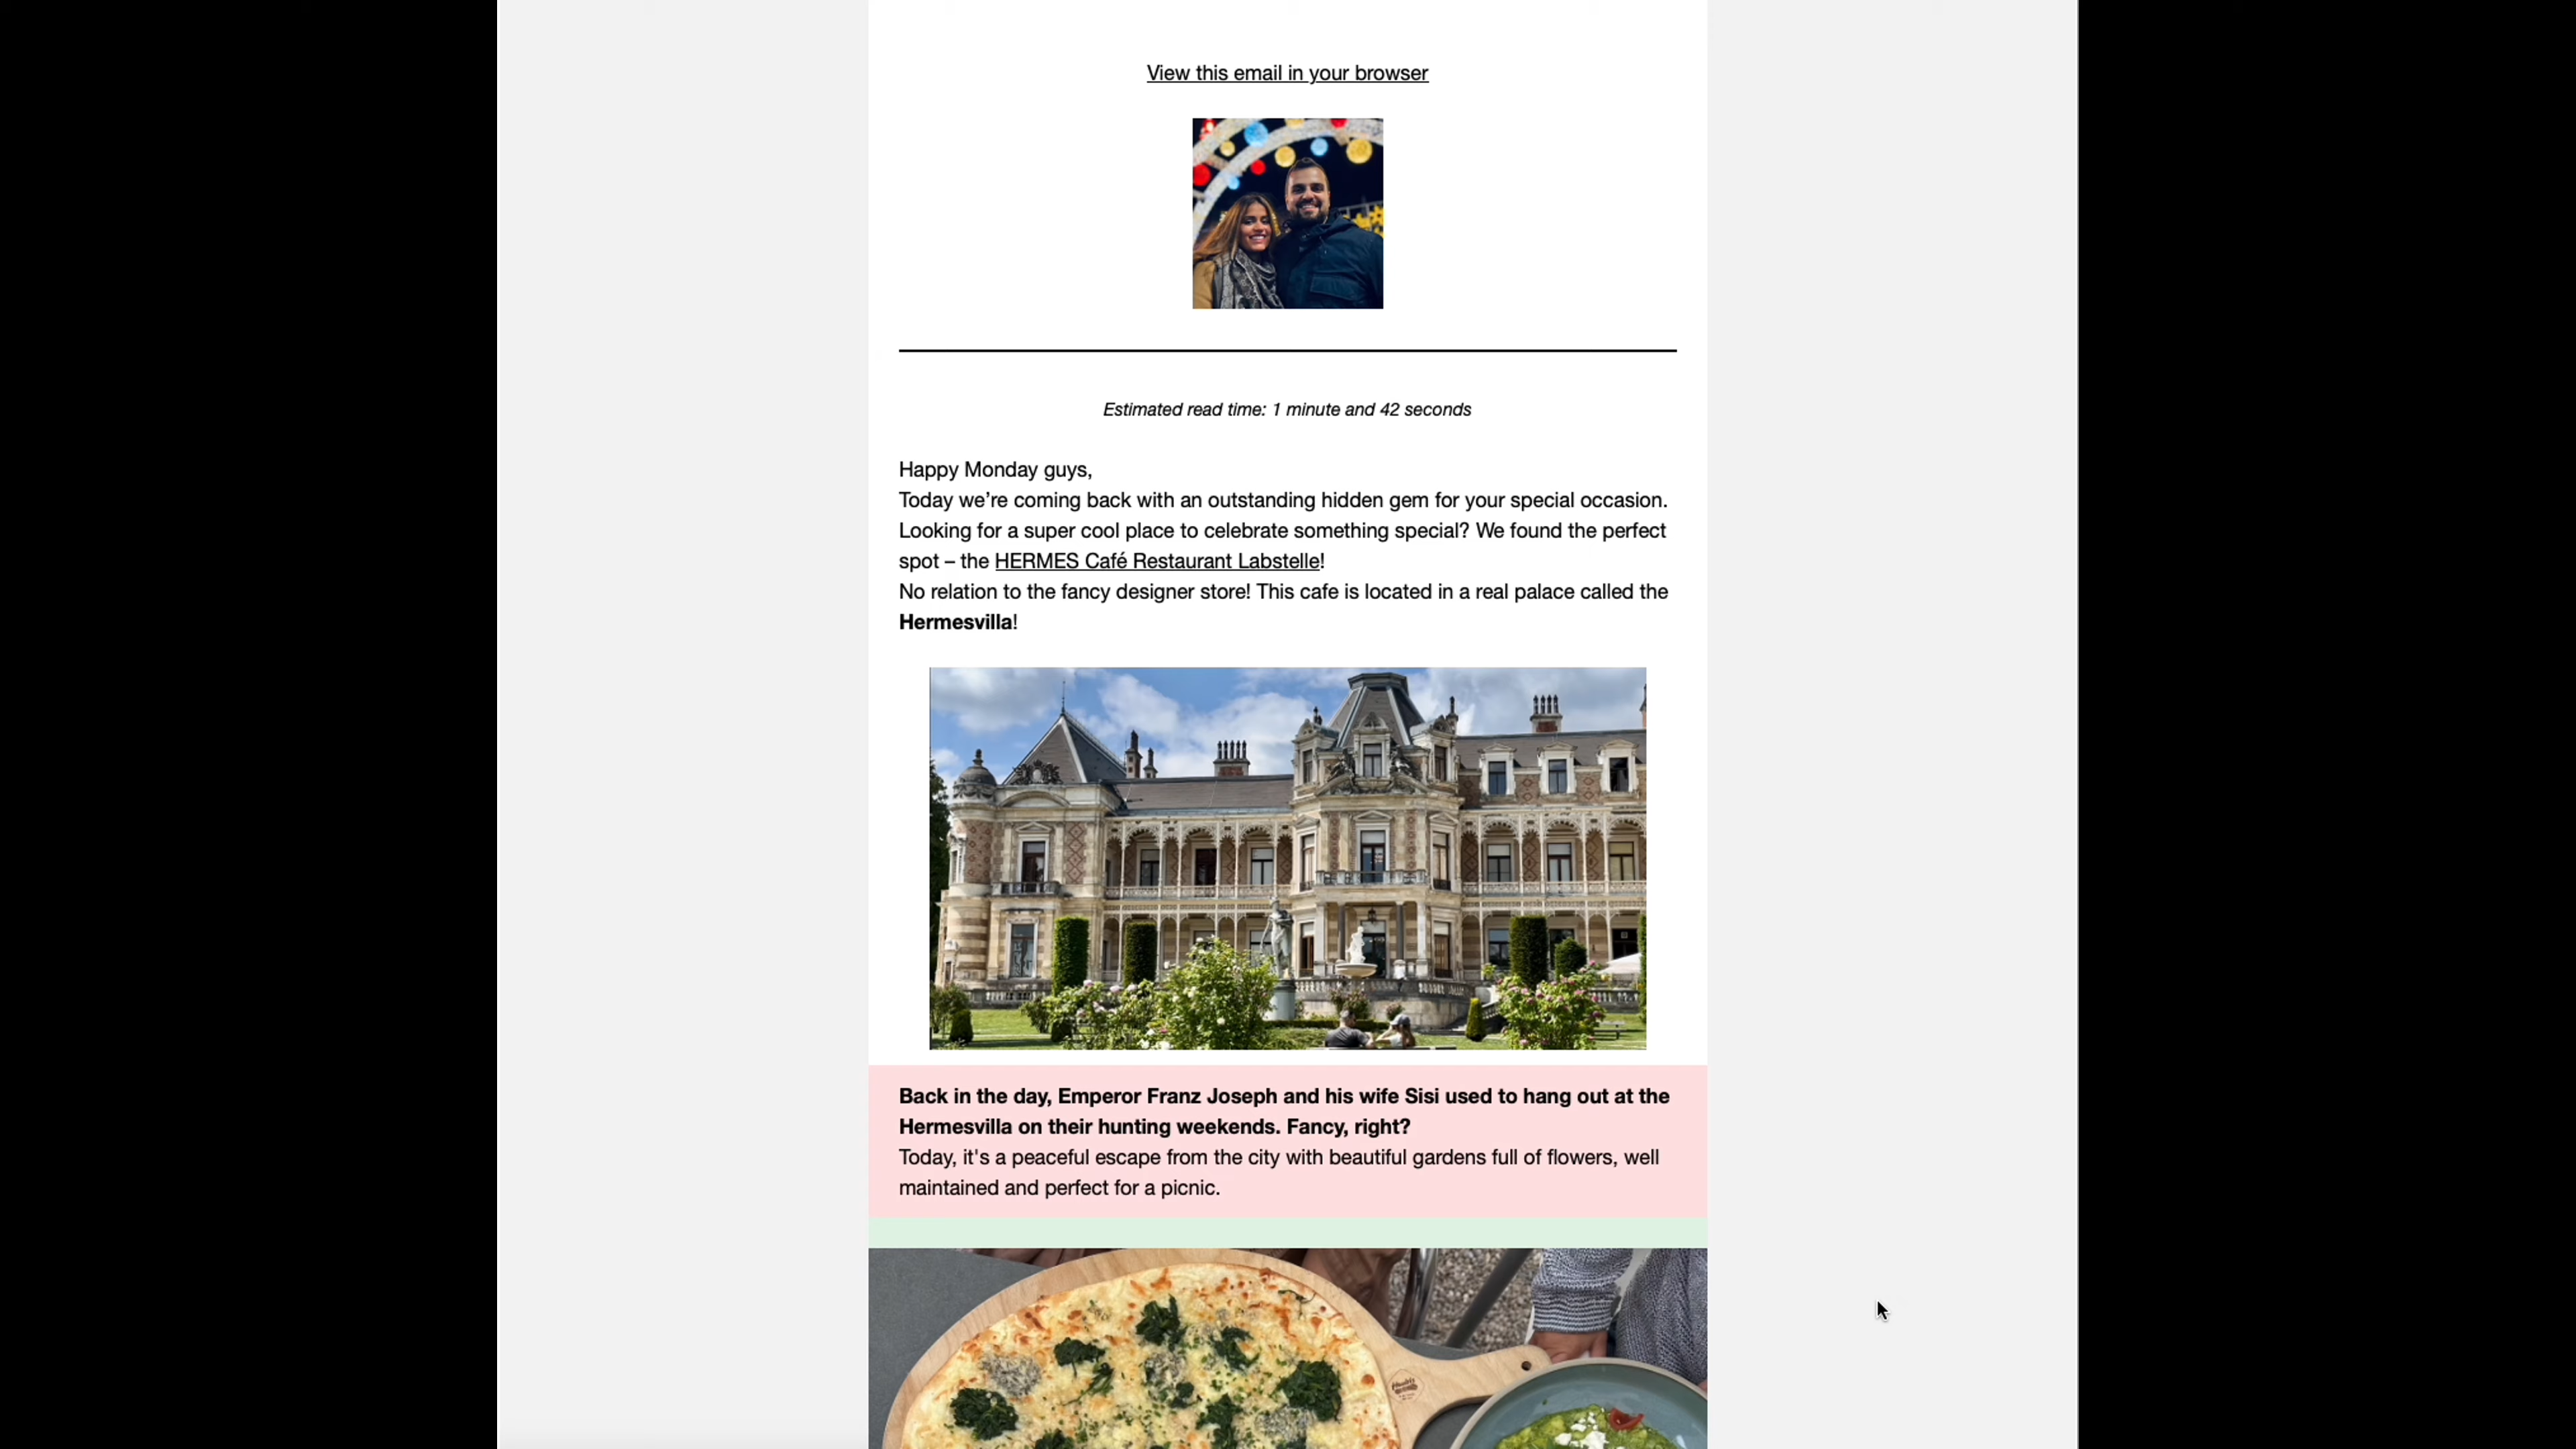 View this email in your browser
Estimated read time: 1 minute and 42 seconds
Happy Monday guys,
Today we’re coming back with an outstanding hidden gem for your special occasion.
Looking for a super cool place to celebrate something special? We found the perfect
spot – the HERMES Café Restaurant Labstelle!
No relation to the fancy designer store! This cafe is located in a real palace called the
Hermesvilla!
Back in the day, Emperor Franz Joseph and his wife Sisi used to hang out at the
Hermesvilla on their hunting weekends. Fancy, right?
Today, it's a peaceful escape from the city with beautiful gardens full of flowers, well
maintained and perfect for a picnic.